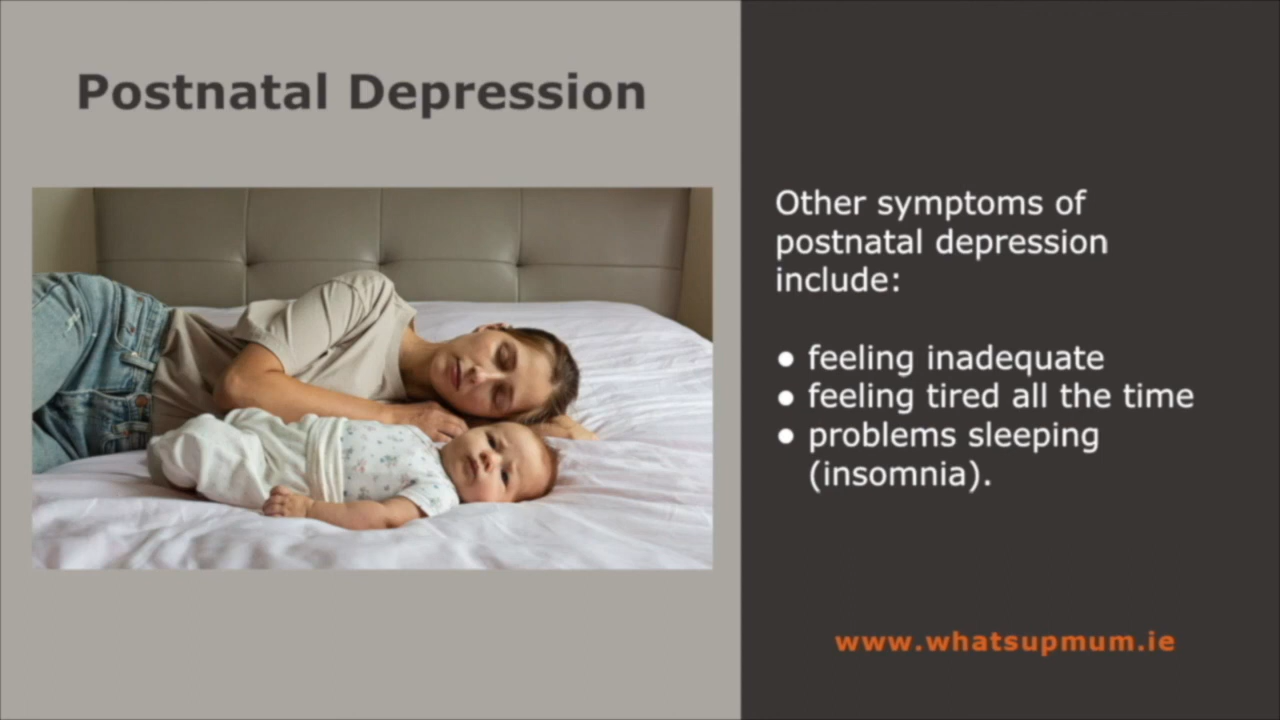 Postnatal Depression
Other symptoms of
postnatal depression
include:
● feeling inadequate
● feeling tired all the time
● problems sleeping
(insomnia).
www.whatsupmum.ie